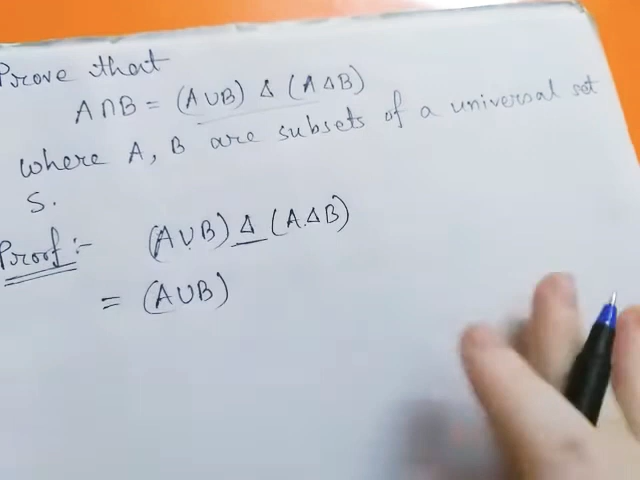 Prove that
A∩B = (A∪B) Δ (AΔB)
where A, B are subsets of a universal set
S.
Proof :- (A∪B) Δ (AΔB)
= (A∪B)